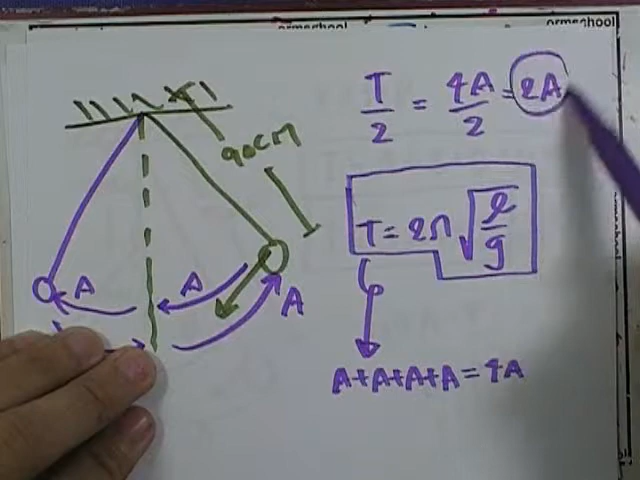 ormschool
ormschool
T/2 = 4A/2 = 2A
90CM
T = 2π√(l/g)
A
A
A
A+A+A+A = 4A